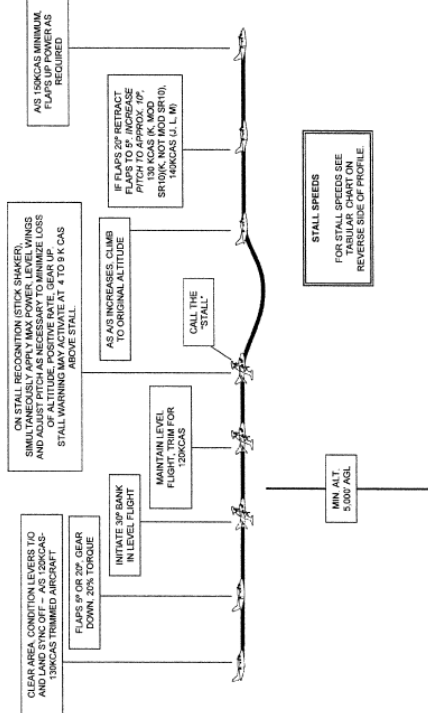 CLEAR AREA, CONDITION LEVERS T/O
AND LAND SYNC OFF – A/S 120KCAS-
130KCAS TRIMMED AIRCRAFT
FLAPS 5º OR 20º, GEAR
DOWN, 20% TORQUE
INITIATE 30º BANK
IN LEVEL FLIGHT
MAINTAIN LEVEL
FLIGHT, TRIM FOR
120KCAS
ON STALL RECOGNITION (STICK SHAKER),
SIMULTANEOUSLY APPLY MAX POWER, LEVEL WINGS
AND ADJUST PITCH AS NECESSARY TO MINIMIZE LOSS
OF ALTITUDE, POSITIVE RATE, GEAR UP.
STALL WARNING MAY ACTIVATE AT 4 TO 9 K CAS
ABOVE STALL.
CALL THE
"STALL"
AS A/S INCREASES, CLIMB
TO ORIGINAL ALTITUDE
IF FLAPS 20º RETRACT
FLAPS TO 5º. INCREASE
PITCH TO APPROX. 10º,
130 KCAS (K, MOD
SR10)(K, NOT MOD SR10),
140KCAS (J, L, M)
A/S 150KCAS MINIMUM,
FLAPS UP POWER AS
REQUIRED
MIN. ALT.
5,000' AGL
STALL SPEEDS
FOR STALL SPEEDS SEE
TABULAR CHART ON
REVERSE SIDE OF PROFILE.